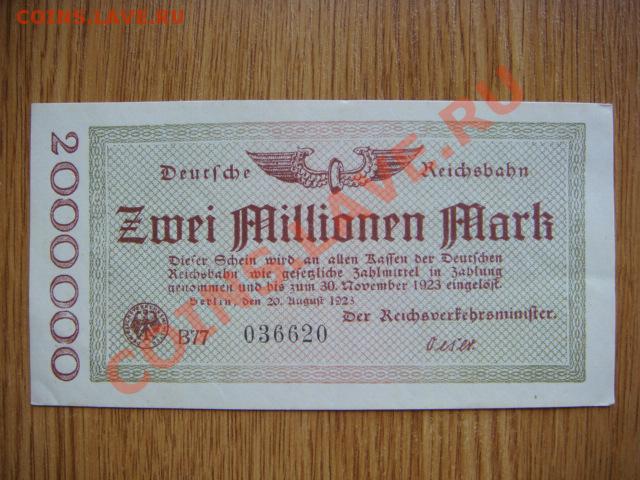 COINS.LAVE.RU
2000000
Deutsche Reichsbahn
Zwei Millionen Mark
Dieser Schein wird an allen Kassen der Deutschen
Reichsbahn wie gesetzliche Zahlmittel in Zahlung
genommen und bis zum 30. November 1923 eingelöst.
Berlin, den 20. August 1923
Der Reichsverkehrsminister.
B77 036620
Oeser.
COINS.LAVE.RU